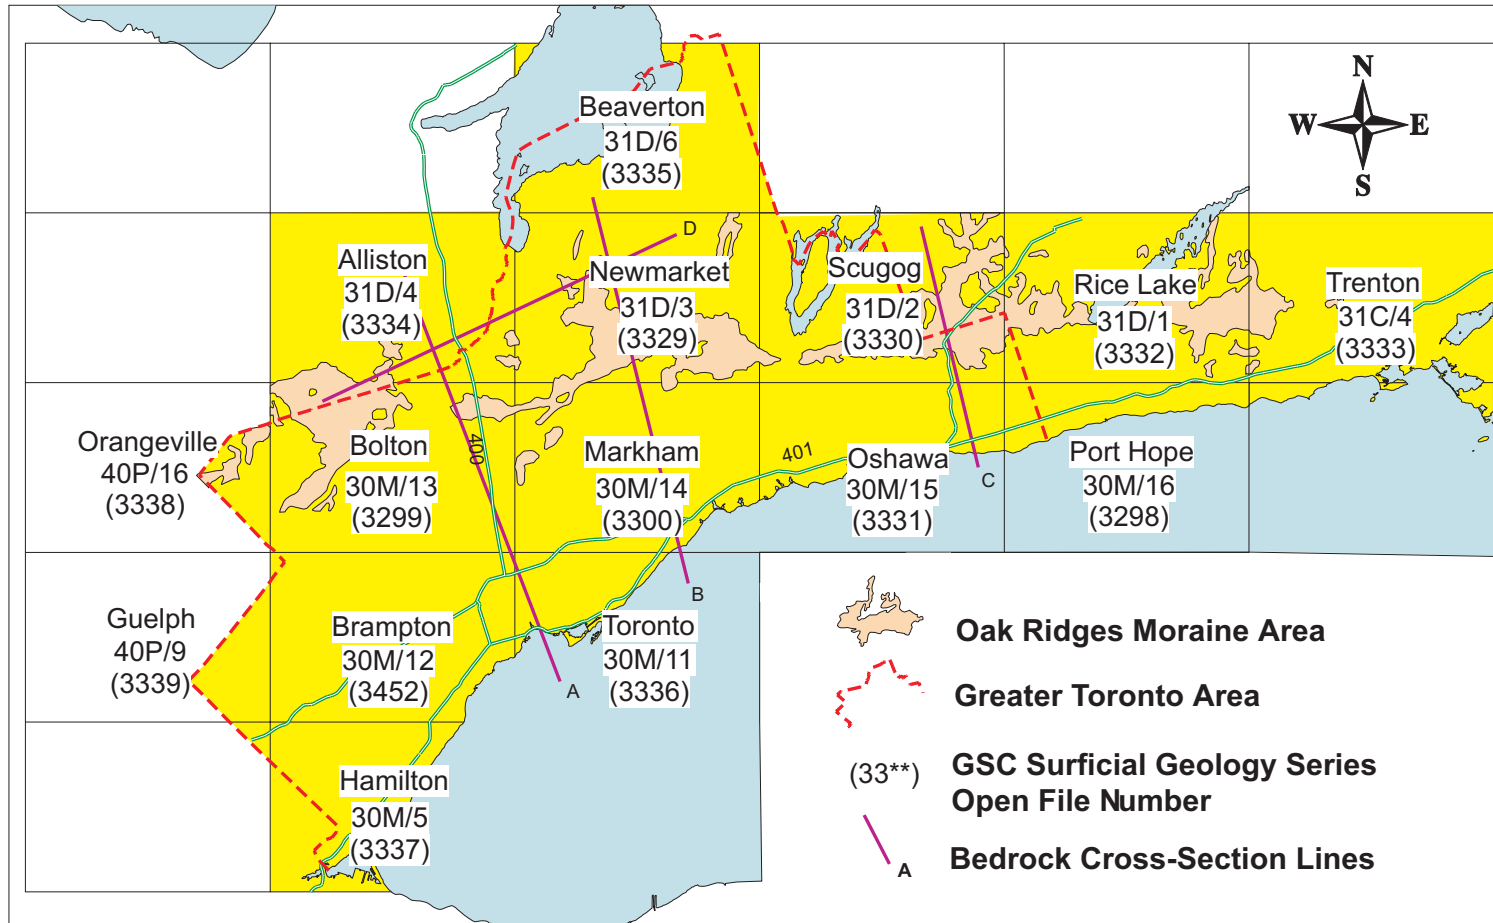 N
W
E
S
Beaverton
31D/6
(3335)
D
Alliston
31D/4
(3334)
Newmarket
31D/3
(3329)
Scugog
31D/2
(3330)
Rice Lake
31D/1
(3332)
Trenton
31C/4
(3333)
Orangeville
40P/16
(3338)
Bolton
30M/13
(3299)
400
Markham
30M/14
(3300)
401
Oshawa
30M/15
(3331)
C
Port Hope
30M/16
(3298)
B
Guelph
40P/9
(3339)
Brampton
30M/12
(3452)
A
Toronto
30M/11
(3336)
Hamilton
30M/5
(3337)
Oak Ridges Moraine Area
Greater Toronto Area
(33**) GSC Surficial Geology Series
Open File Number
A Bedrock Cross-Section Lines